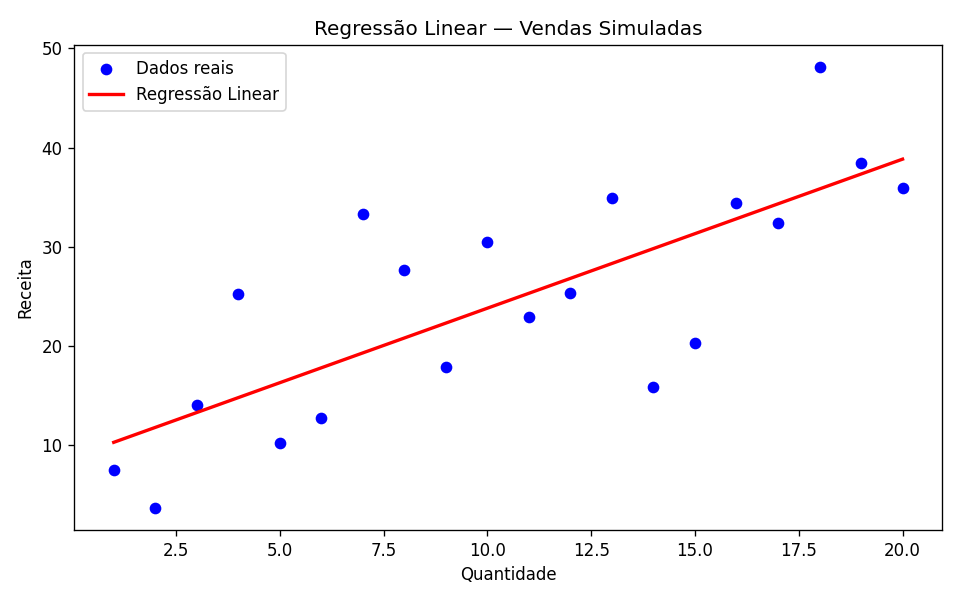 Regressão Linear — Vendas Simuladas
Dados reais
Regressão Linear
50
40
30
20
10
Receita
2.5 5.0 7.5 10.0 12.5 15.0 17.5 20.0
Quantidade